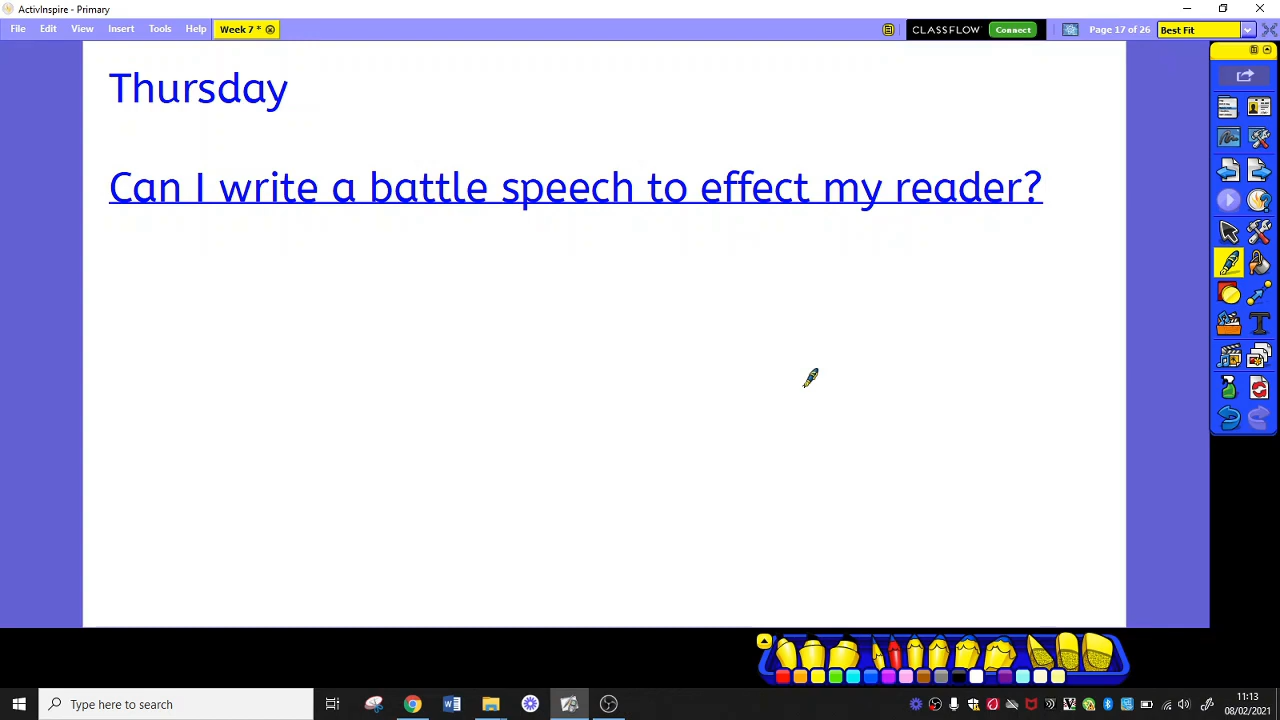 ActivInspire - Primary
File Edit View Insert Tools Help Week 7 * CLASSFLOW Connect Page 17 of 26 Best Fit
Thursday
Can I write a battle speech to effect my reader?
Type here to search
11:13
08/02/2021